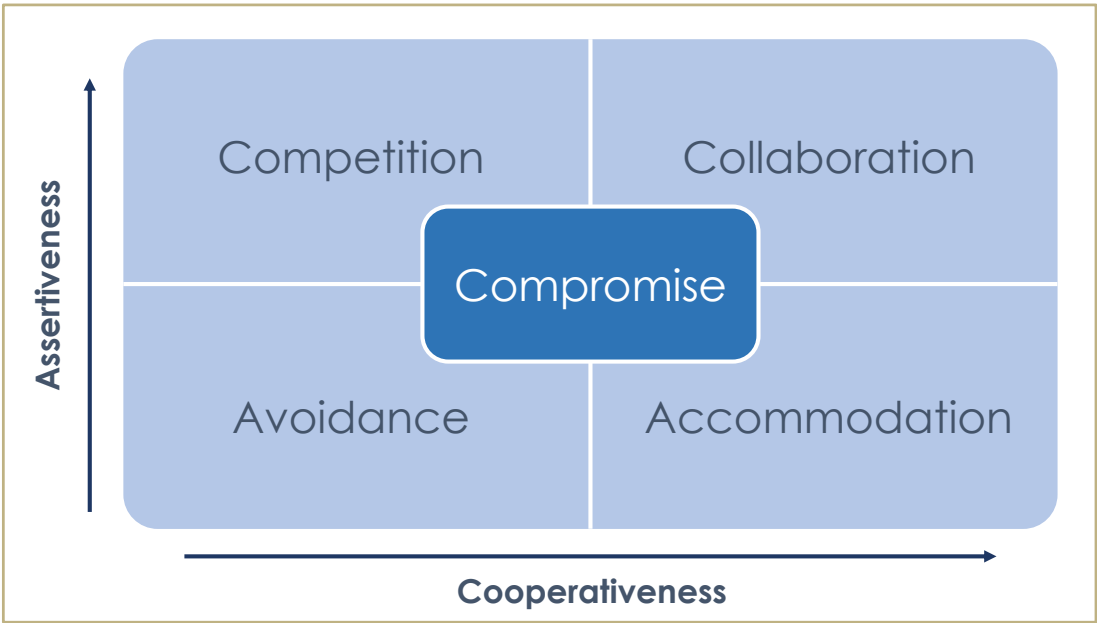 Competition
Collaboration
Assertiveness
Compromise
Avoidance
Accommodation
Cooperativeness